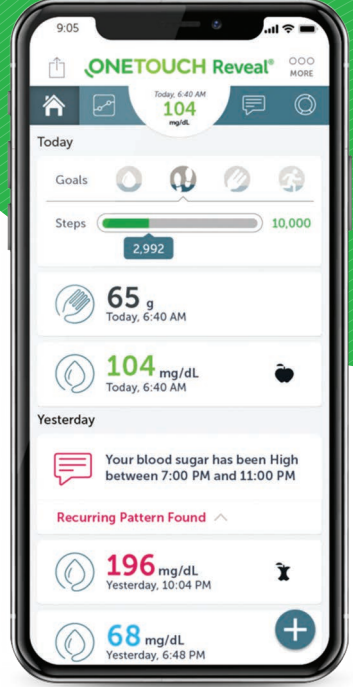 9:05
ONETOUCH Reveal®
MORE
Today, 6:40 AM
104
mg/dL
Today
Goals
Steps
10,000
2,992
65 g
Today, 6:40 AM
104 mg/dL
Today, 6:40 AM
Yesterday
Your blood sugar has been High
between 7:00 PM and 11:00 PM
Recurring Pattern Found
196 mg/dL
Yesterday, 10:04 PM
68 mg/dL
Yesterday, 6:48 PM